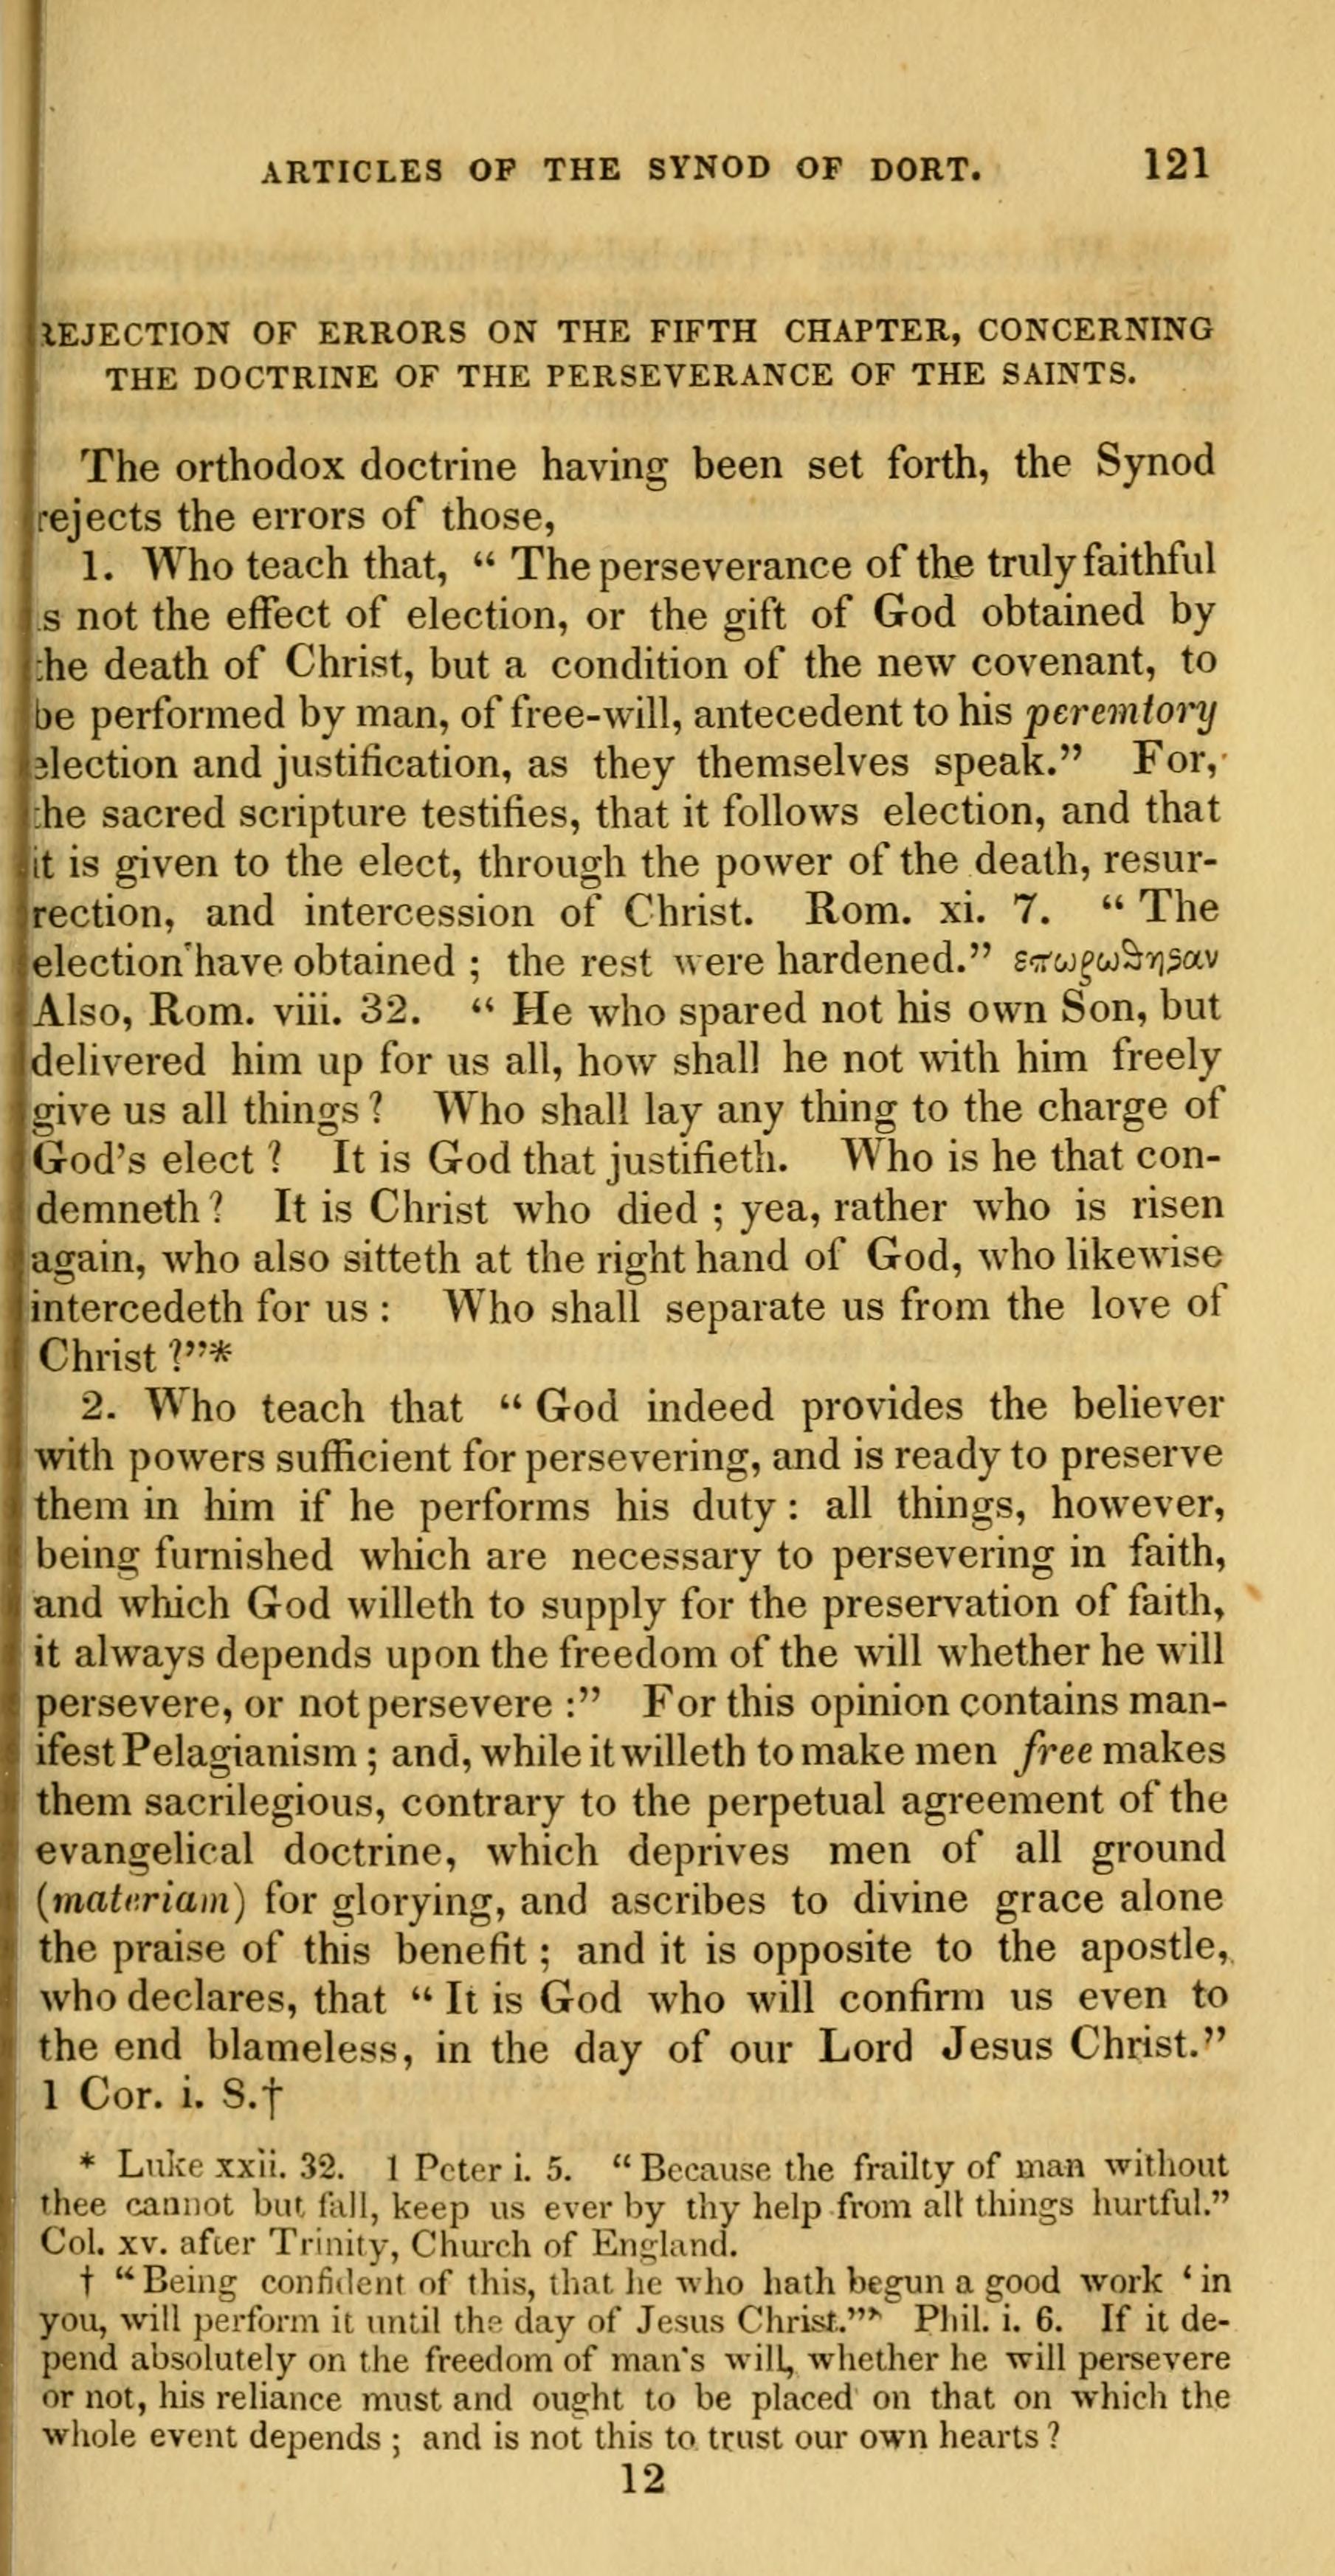 ARTICLES OF THE SYNOD OF DORT. 121
REJECTION OF ERRORS ON THE FIFTH CHAPTER, CONCERNING
THE DOCTRINE OF THE PERSEVERANCE OF THE SAINTS.
The orthodox doctrine having been set forth, the Synod
rejects the errors of those,
1. Who teach that, “ The perseverance of the truly faithful
is not the effect of election, or the gift of God obtained by
the death of Christ, but a condition of the new covenant, to
be performed by man, of free-will, antecedent to his peremtory
election and justification, as they themselves speak.” For,
the sacred scripture testifies, that it follows election, and that
it is given to the elect, through the power of the death, resur-
rection, and intercession of Christ. Rom. xi. 7. “ The
election have obtained ; the rest were hardened.” επωρωθησαν
Also, Rom. viii. 32. “ He who spared not his own Son, but
delivered him up for us all, how shall he not with him freely
give us all things ? Who shall lay any thing to the charge of
God's elect ? It is God that justifieth. Who is he that con-
demneth ? It is Christ who died ; yea, rather who is risen
again, who also sitteth at the right hand of God, who likewise
intercedeth for us : Who shall separate us from the love of
Christ ?”*
2. Who teach that “ God indeed provides the believer
with powers sufficient for persevering, and is ready to preserve
them in him if he performs his duty : all things, however,
being furnished which are necessary to persevering in faith,
and which God willeth to supply for the preservation of faith,
it always depends upon the freedom of the will whether he will
persevere, or not persevere :” For this opinion contains man-
ifest Pelagianism ; and, while it willeth to make men free makes
them sacrilegious, contrary to the perpetual agreement of the
evangelical doctrine, which deprives men of all ground
(materiam) for glorying, and ascribes to divine grace alone
the praise of this benefit ; and it is opposite to the apostle,
who declares, that “ It is God who will confirm us even to
the end blameless, in the day of our Lord Jesus Christ.”
1 Cor. i. 8.†
* Luke xxii. 32. 1 Peter i. 5. “ Because the frailty of man without
thee cannot but fall, keep us ever by thy help from all things hurtful.”
Col. xv. after Trinity, Church of England.
† “ Being confident of this, that he who hath begun a good work ‘ in
you, will perform it until the day of Jesus Christ.”’ Phil. i. 6. If it de-
pend absolutely on the freedom of man's will, whether he will persevere
or not, his reliance must and ought to be placed on that on which the
whole event depends ; and is not this to trust our own hearts ?
12